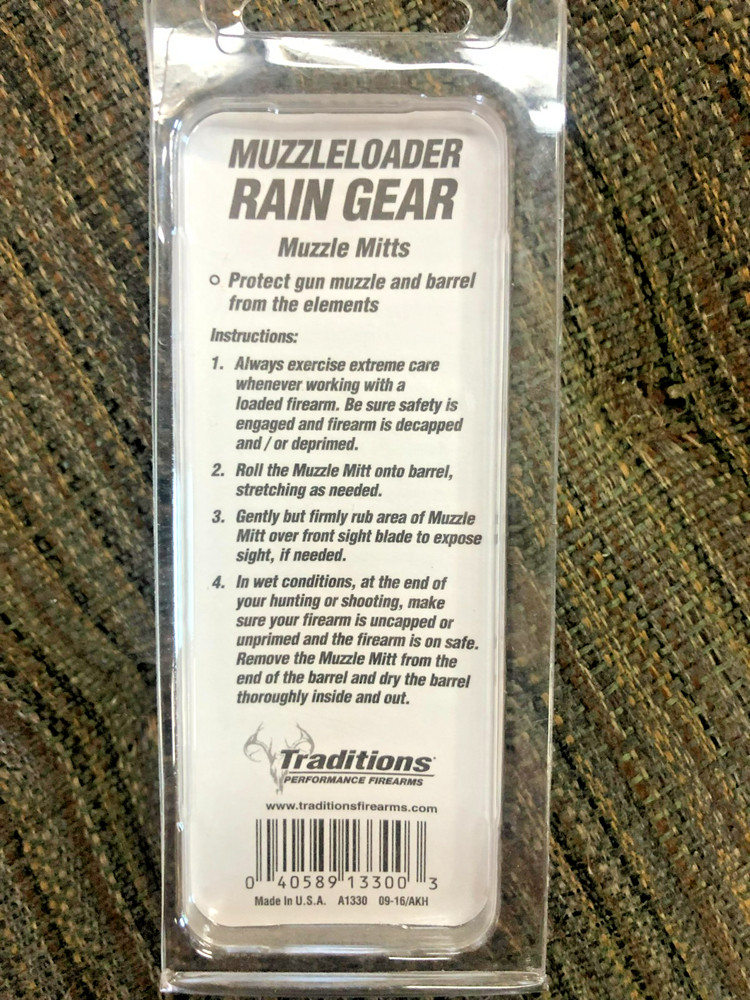 MUZZLELOADER
RAIN GEAR
Muzzle Mitts
Protect gun muzzle and barrel
from the elements
Instructions:
1. Always exercise extreme care
whenever working with a
loaded firearm. Be sure safety is
engaged and firearm is decapped
and / or deprimed.
2. Roll the Muzzle Mitt onto barrel,
stretching as needed.
3. Gently but firmly rub area of Muzzle
Mitt over front sight blade to expose
sight, if needed.
4. In wet conditions, at the end of
your hunting or shooting, make
sure your firearm is uncapped or
unprimed and the firearm is on safe.
Remove the Muzzle Mitt from the
end of the barrel and dry the barrel
thoroughly inside and out.
Traditions
PERFORMANCE FIREARMS
www.traditionsfirearms.com
0 40589 13300 3
Made In U.S.A. A1330 09-16/AKH